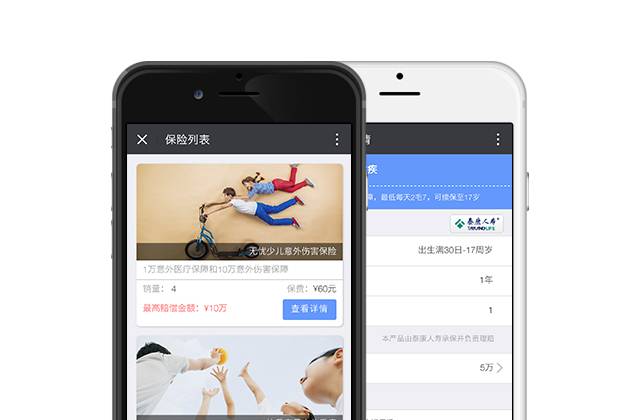 保险列表
无忧少儿意外伤害保险
1万意外医疗保障和10万意外伤害保障
销量：4
保费：¥60元
最高赔偿金额：¥10万
查看详情
情
疾
障，最低每天2毛7，可续保至17岁
泰康人寿
TAIKANG LIFE
出生满30日-17周岁
1年
1
本产品由泰康人寿承保并负责理赔
5万